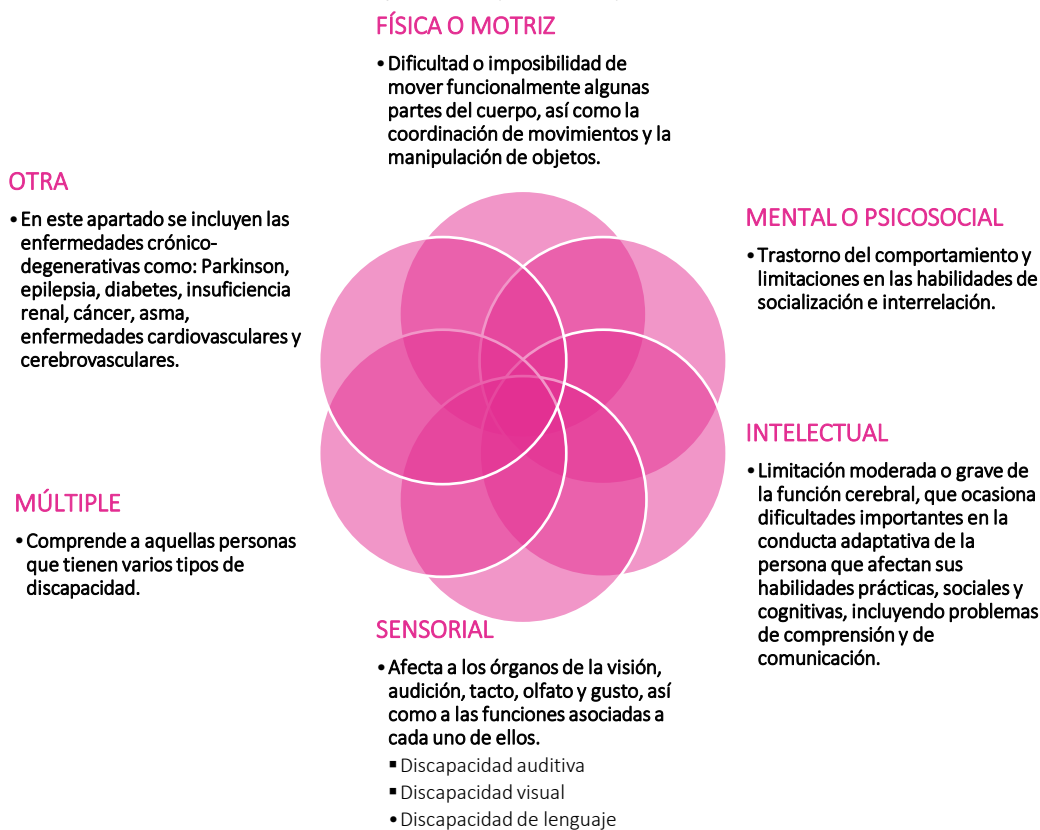 FÍSICA O MOTRIZ
• Dificultad o imposibilidad de
mover funcionalmente algunas
partes del cuerpo, así como la
coordinación de movimientos y la
manipulación de objetos.
MENTAL O PSICOSOCIAL
• Trastorno del comportamiento y
limitaciones en las habilidades de
socialización e interrelación.
INTELECTUAL
• Limitación moderada o grave de
la función cerebral, que ocasiona
dificultades importantes en la
conducta adaptativa de la
persona que afectan sus
habilidades prácticas, sociales y
cognitivas, incluyendo problemas
de comprensión y de
comunicación.
SENSORIAL
• Afecta a los órganos de la visión,
audición, tacto, olfato y gusto, así
como a las funciones asociadas a
cada uno de ellos.
▪ Discapacidad auditiva
▪ Discapacidad visual
• Discapacidad de lenguaje
MÚLTIPLE
• Comprende a aquellas personas
que tienen varios tipos de
discapacidad.
OTRA
• En este apartado se incluyen las
enfermedades crónico-
degenerativas como: Parkinson,
epilepsia, diabetes, insuficiencia
renal, cáncer, asma,
enfermedades cardiovasculares y
cerebrovasculares.